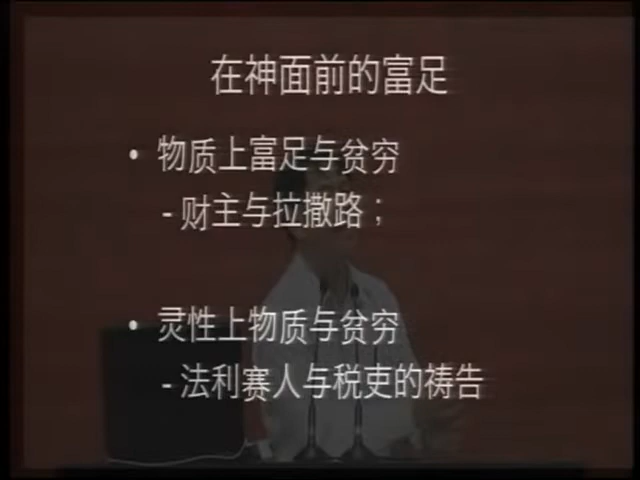 在神面前的富足
• 物质上富足与贫穷
- 财主与拉撒路；
• 灵性上物质与贫穷
- 法利赛人与税吏的祷告